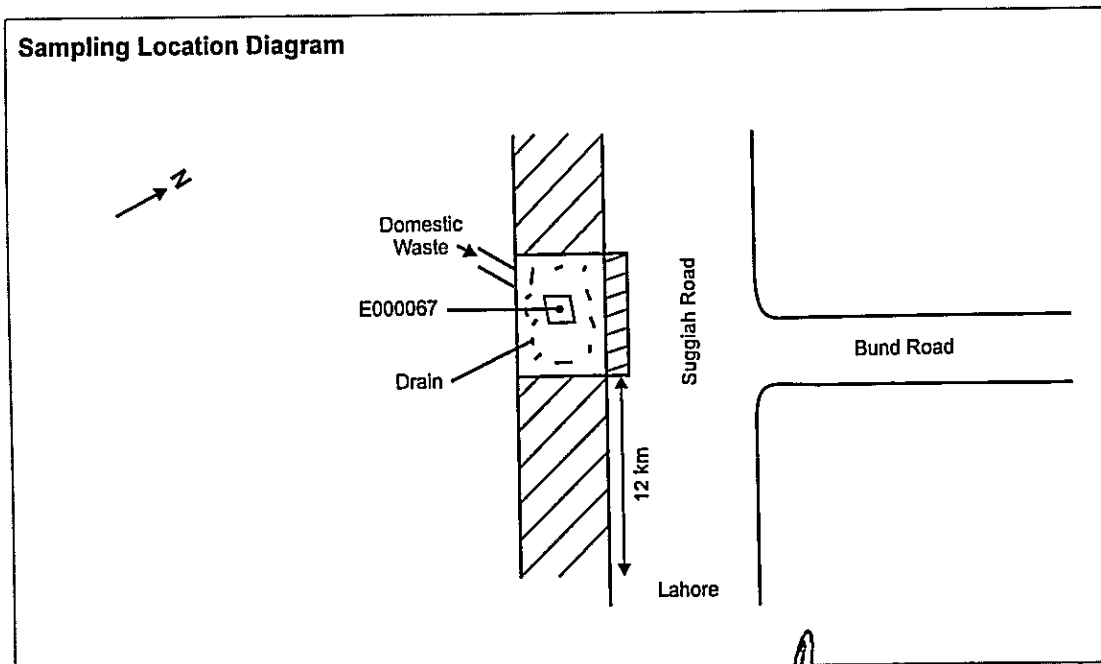 Sampling Location Diagram
N
Domestic
Waste
E000067
Drain
Suggiah Road
Bund Road
12 km
Lahore